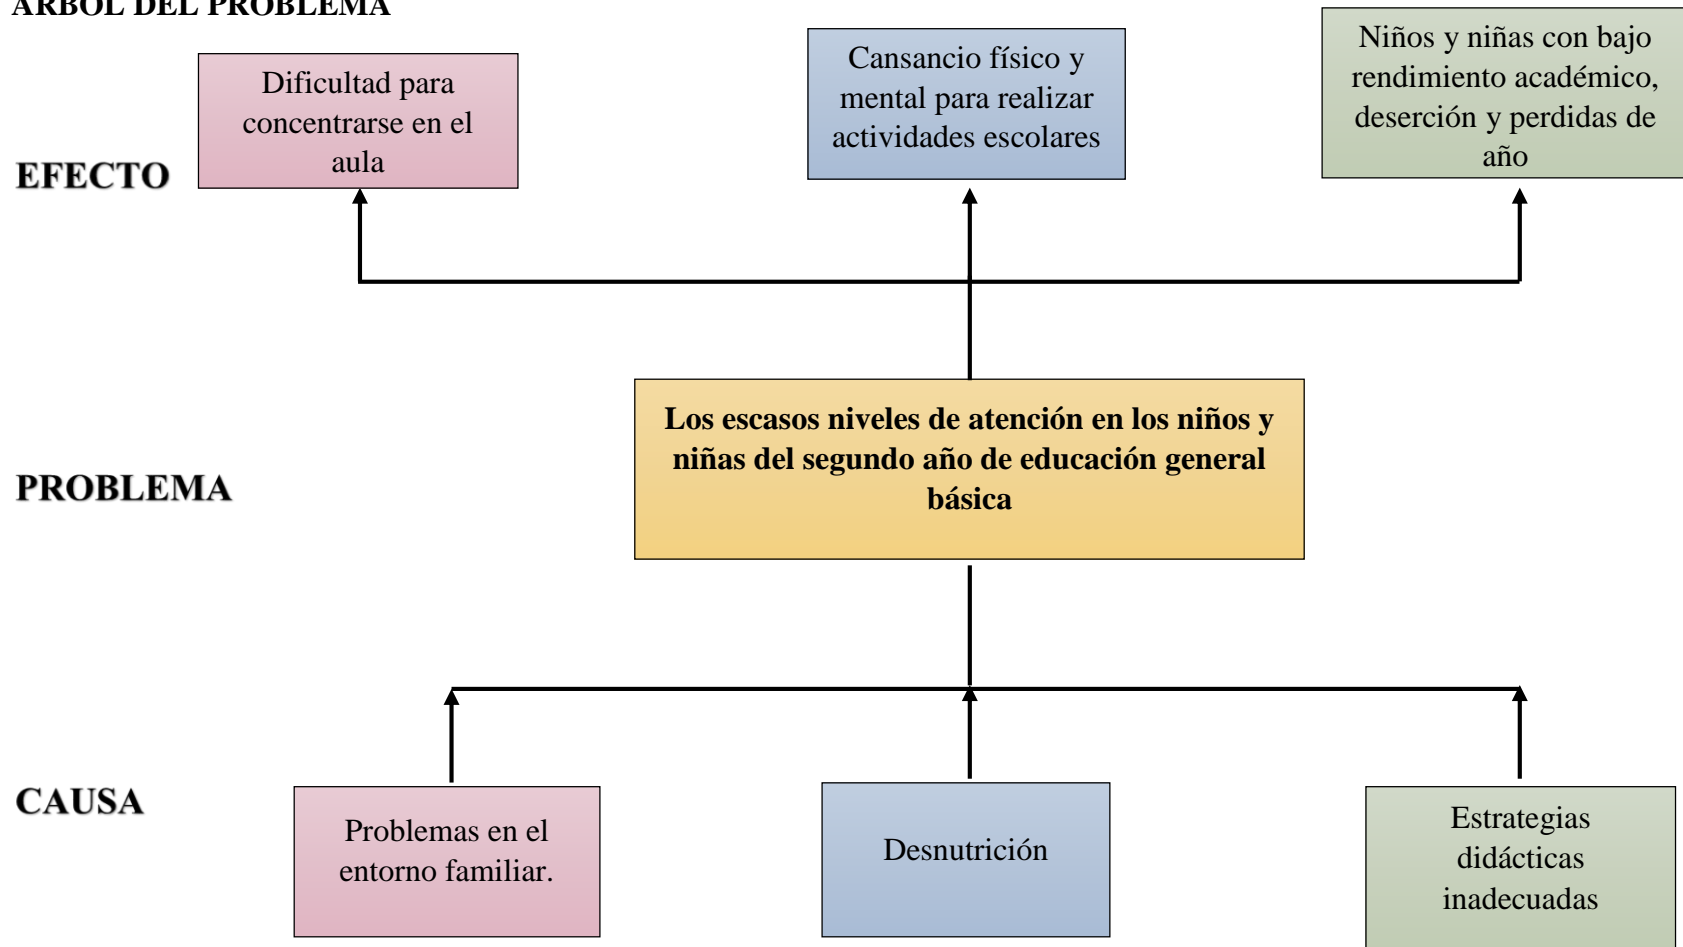 ARBOL DEL PROBLEMA
Dificultad para
concentrarse en el
aula
Cansancio físico y
mental para realizar
actividades escolares
Niños y niñas con bajo
rendimiento académico,
deserción y perdidas de
año
EFECTO
Los escasos niveles de atención en los niños y
niñas del segundo año de educación general
básica
PROBLEMA
CAUSA
Problemas en el
entorno familiar.
Desnutrición
Estrategias
didácticas
inadecuadas